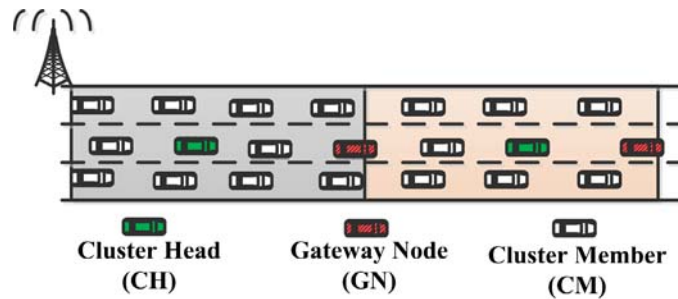 Cluster Head
(CH)
Gateway Node
(GN)
Cluster Member
(CM)